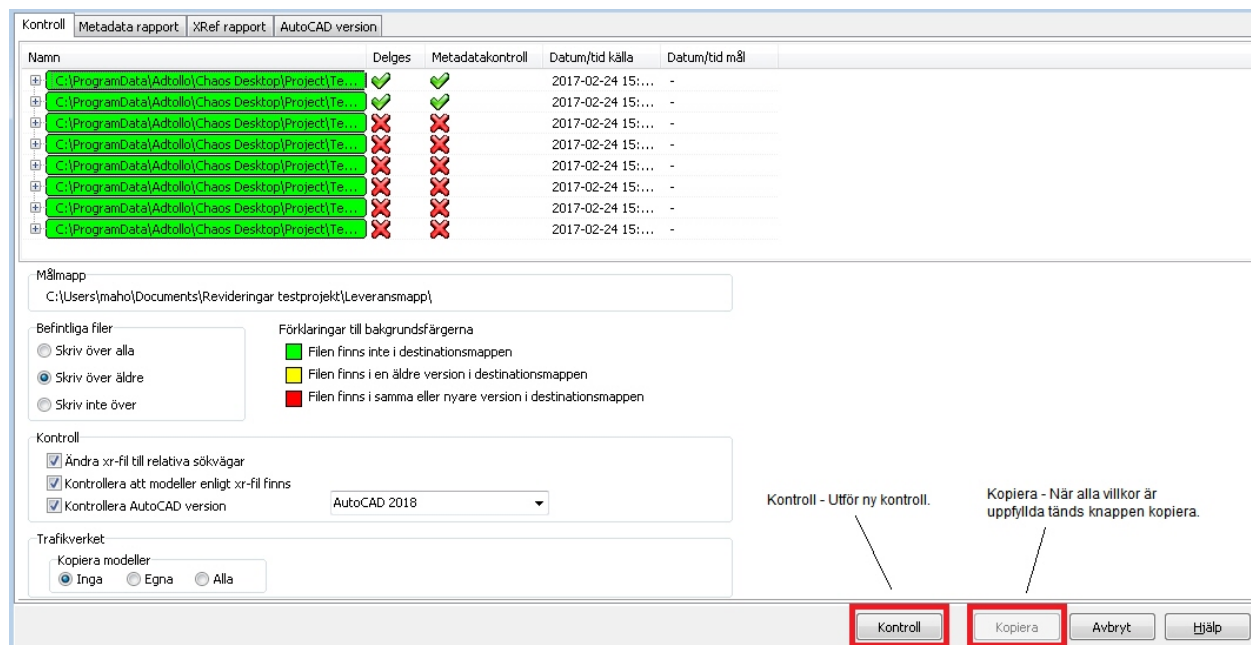 Kontroll Metadata rapport XRef rapport AutoCAD version
Namn Delges Metadatakontroll Datum/tid källa Datum/tid mål
C:\ProgramData\Adtollo\Chaos Desktop\Project\Te... 2017-02-24 15:... -
C:\ProgramData\Adtollo\Chaos Desktop\Project\Te... 2017-02-24 15:... -
C:\ProgramData\Adtollo\Chaos Desktop\Project\Te... 2017-02-24 15:... -
C:\ProgramData\Adtollo\Chaos Desktop\Project\Te... 2017-02-24 15:... -
C:\ProgramData\Adtollo\Chaos Desktop\Project\Te... 2017-02-24 15:... -
C:\ProgramData\Adtollo\Chaos Desktop\Project\Te... 2017-02-24 15:... -
C:\ProgramData\Adtollo\Chaos Desktop\Project\Te... 2017-02-24 15:... -
C:\ProgramData\Adtollo\Chaos Desktop\Project\Te... 2017-02-24 15:... -
Målmapp
C:\Users\maho\Documents\Revideringar testprojekt\Leveransmapp\
Befintliga filer
Skriv över alla
Skriv över äldre
Skriv inte över
Förklaringar till bakgrundsfärgerna
Filen finns inte i destinationsmappen
Filen finns i en äldre version i destinationsmappen
Filen finns i samma eller nyare version i destinationsmappen
Kontroll
Ändra xr-fil till relativa sökvägar
Kontrollera att modeller enligt xr-fil finns
Kontrollera AutoCAD version AutoCAD 2018
Kontroll - Utför ny kontroll.
Kopiera - När alla villkor är
uppfyllda tänds knappen kopiera.
Trafikverket
Kopiera modeller
Inga Egna Alla
Kontroll Kopiera Avbryt Hjälp